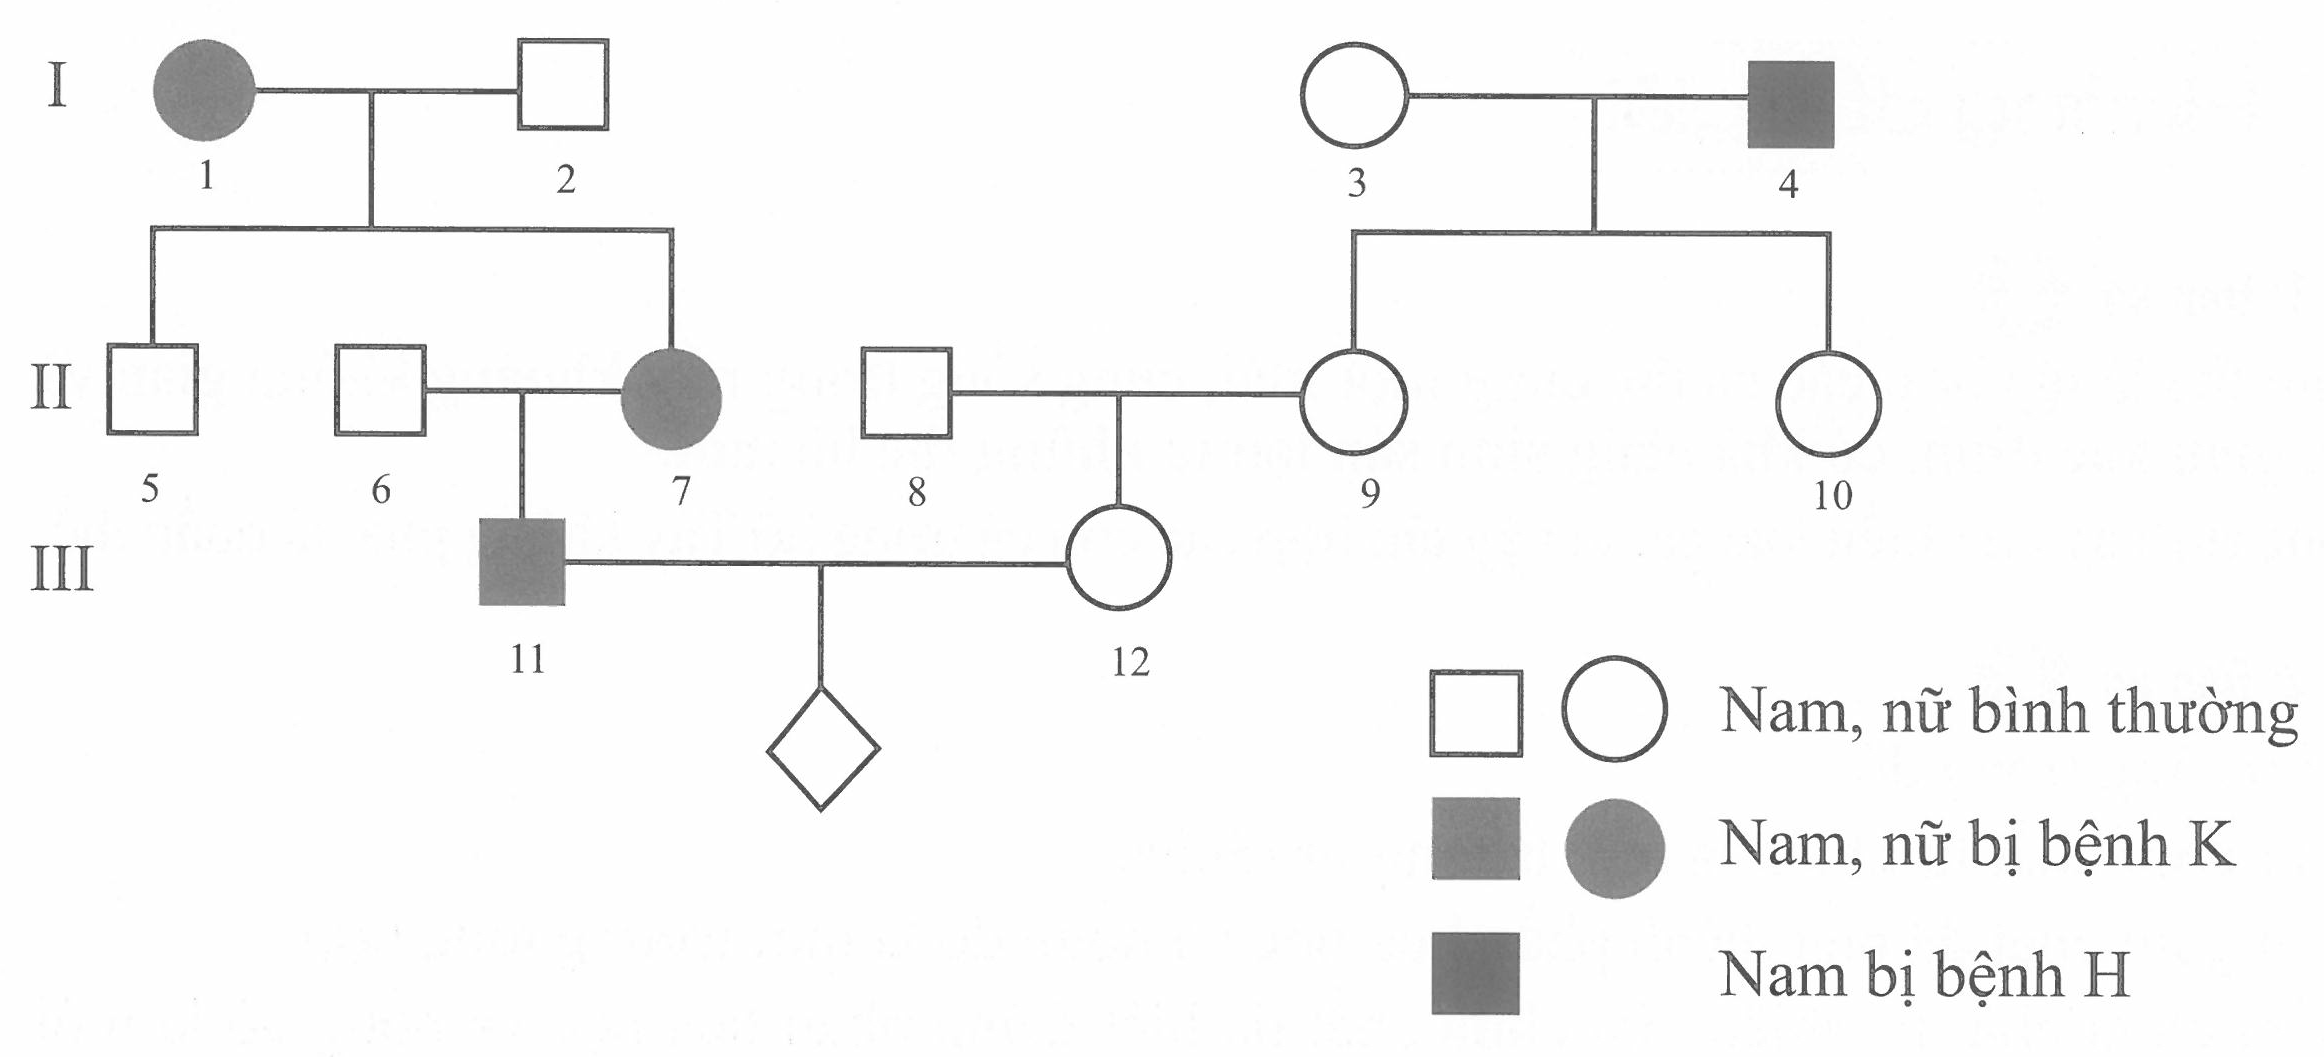 I
1
2
3
4
II
5
6
7
8
9
10
III
11
12
Nam, nữ bình thường
Nam, nữ bị bệnh K
Nam bị bệnh H